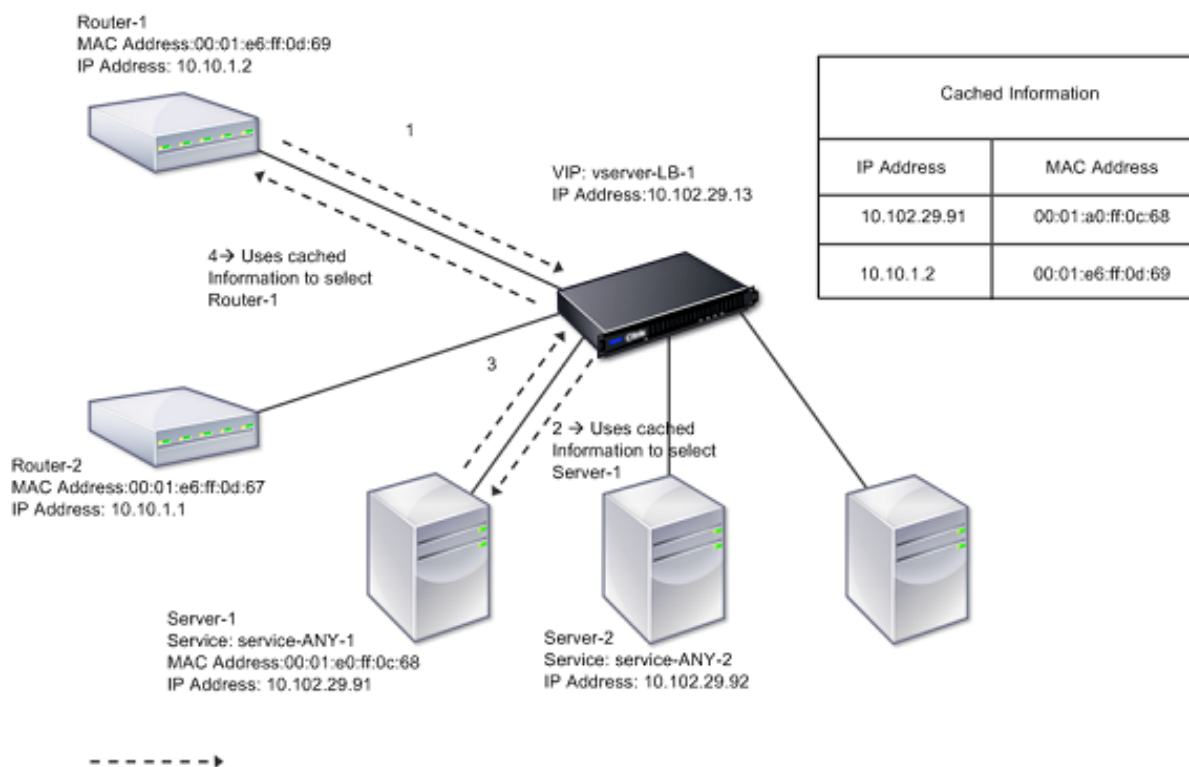 Router-1
MAC Address:00:01:e6:ff:0d:69
IP Address: 10.10.1.2
1
VIP: vserver-LB-1
IP Address:10.102.29.13
Cached Information
IP Address
MAC Address
10.102.29.91
00:01:a0:ff:0c:68
10.10.1.2
00:01:e6:ff:0d:69
4→ Uses cached
Information to select
Router-1
3
2 → Uses cached
Information to select
Server-1
Router-2
MAC Address:00:01:e6:ff:0d:67
IP Address: 10.10.1.1
Server-1
Service: service-ANY-1
MAC Address:00:01:e0:ff:0c:68
IP Address: 10.102.29.91
Server-2
Service: service-ANY-2
IP Address: 10.102.29.92